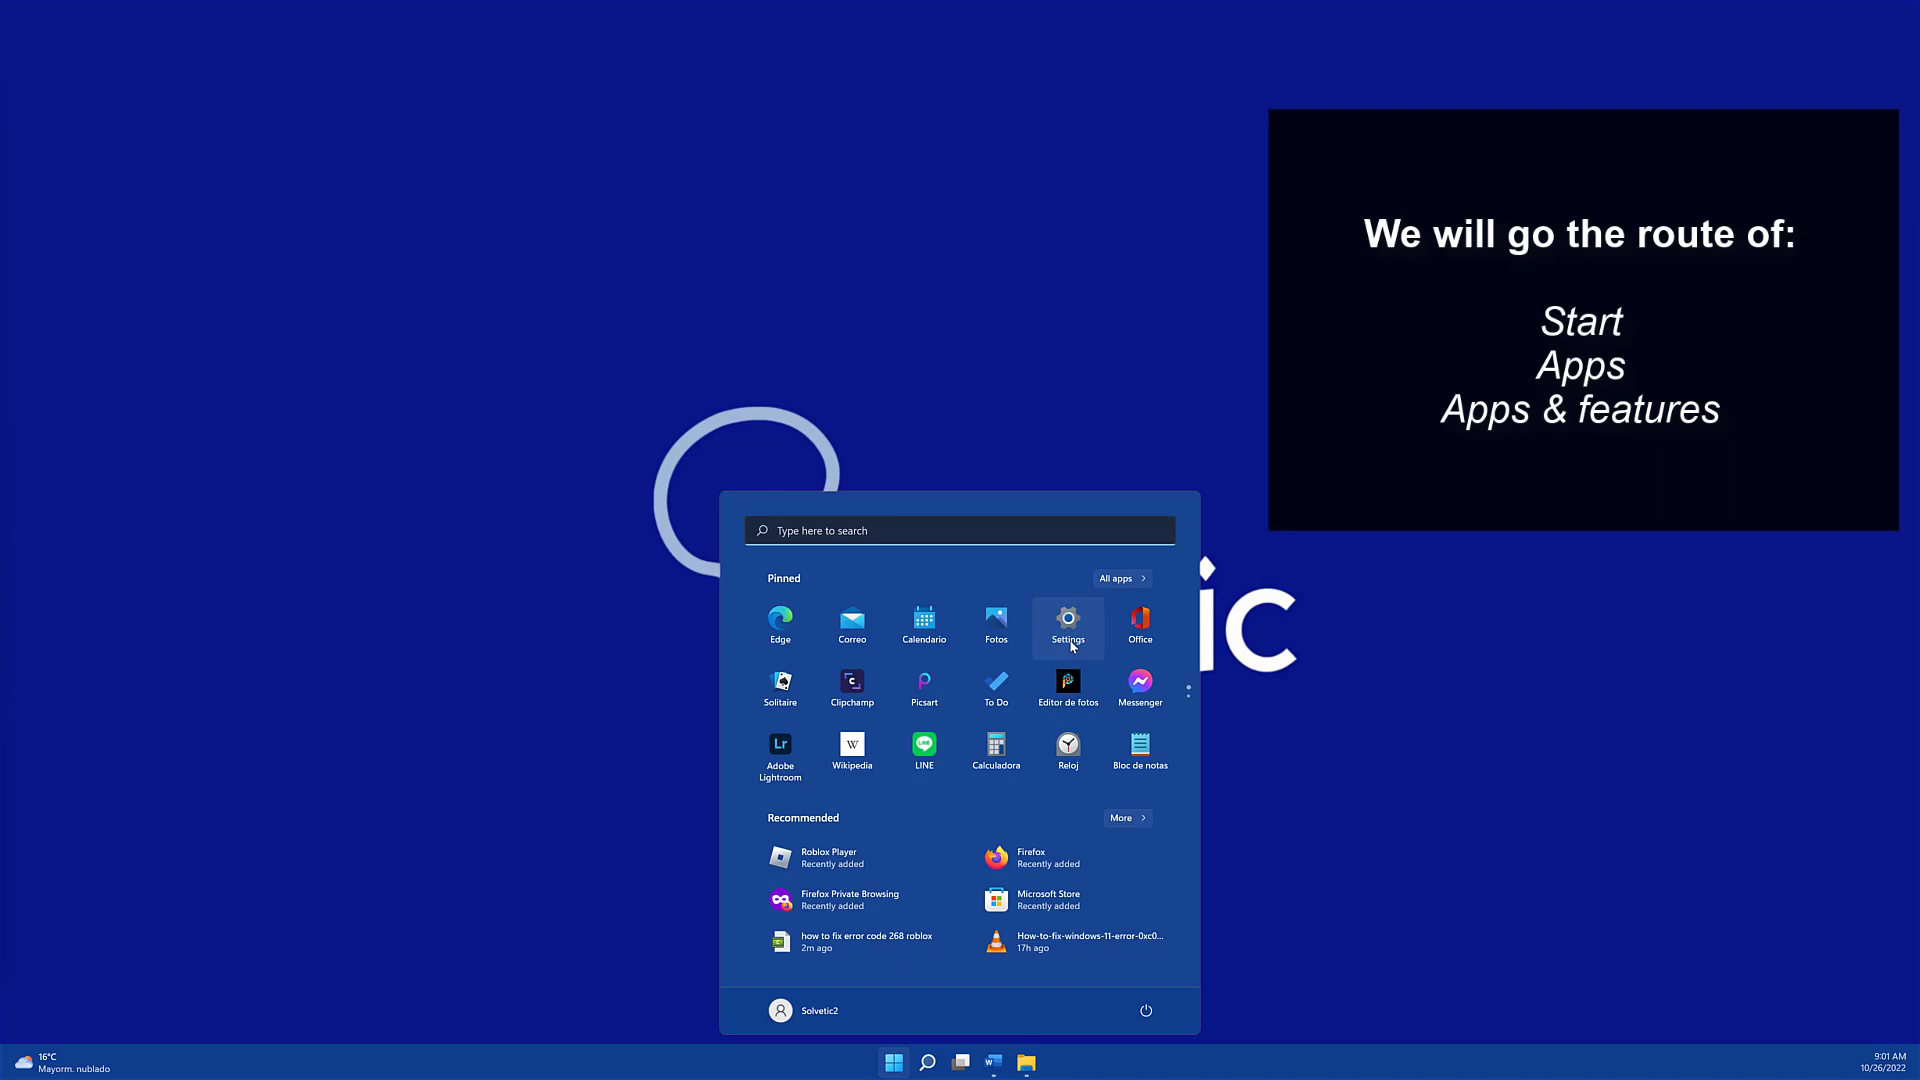 We will go the route of:
Start
Apps
Apps & features
ic
Type here to search
Pinned
All apps
Edge
Correo
Calendario
Fotos
Settings
Office
Solitaire
Clipchamp
Picsart
To Do
Editor de fotos
Messenger
Lr
W
LINE
Adobe
Lightroom
Wikipedia
LINE
Calculadora
Reloj
Bloc de notas
Recommended
More
Roblox Player
Recently added
Firefox
Recently added
Firefox Private Browsing
Recently added
Microsoft Store
Recently added
how to fix error code 268 roblox
2m ago
How-to-fix-windows-11-error-0xc0...
17h ago
Solvetic2
16°C
Mayorm. nublado
9:01 AM
10/26/2022